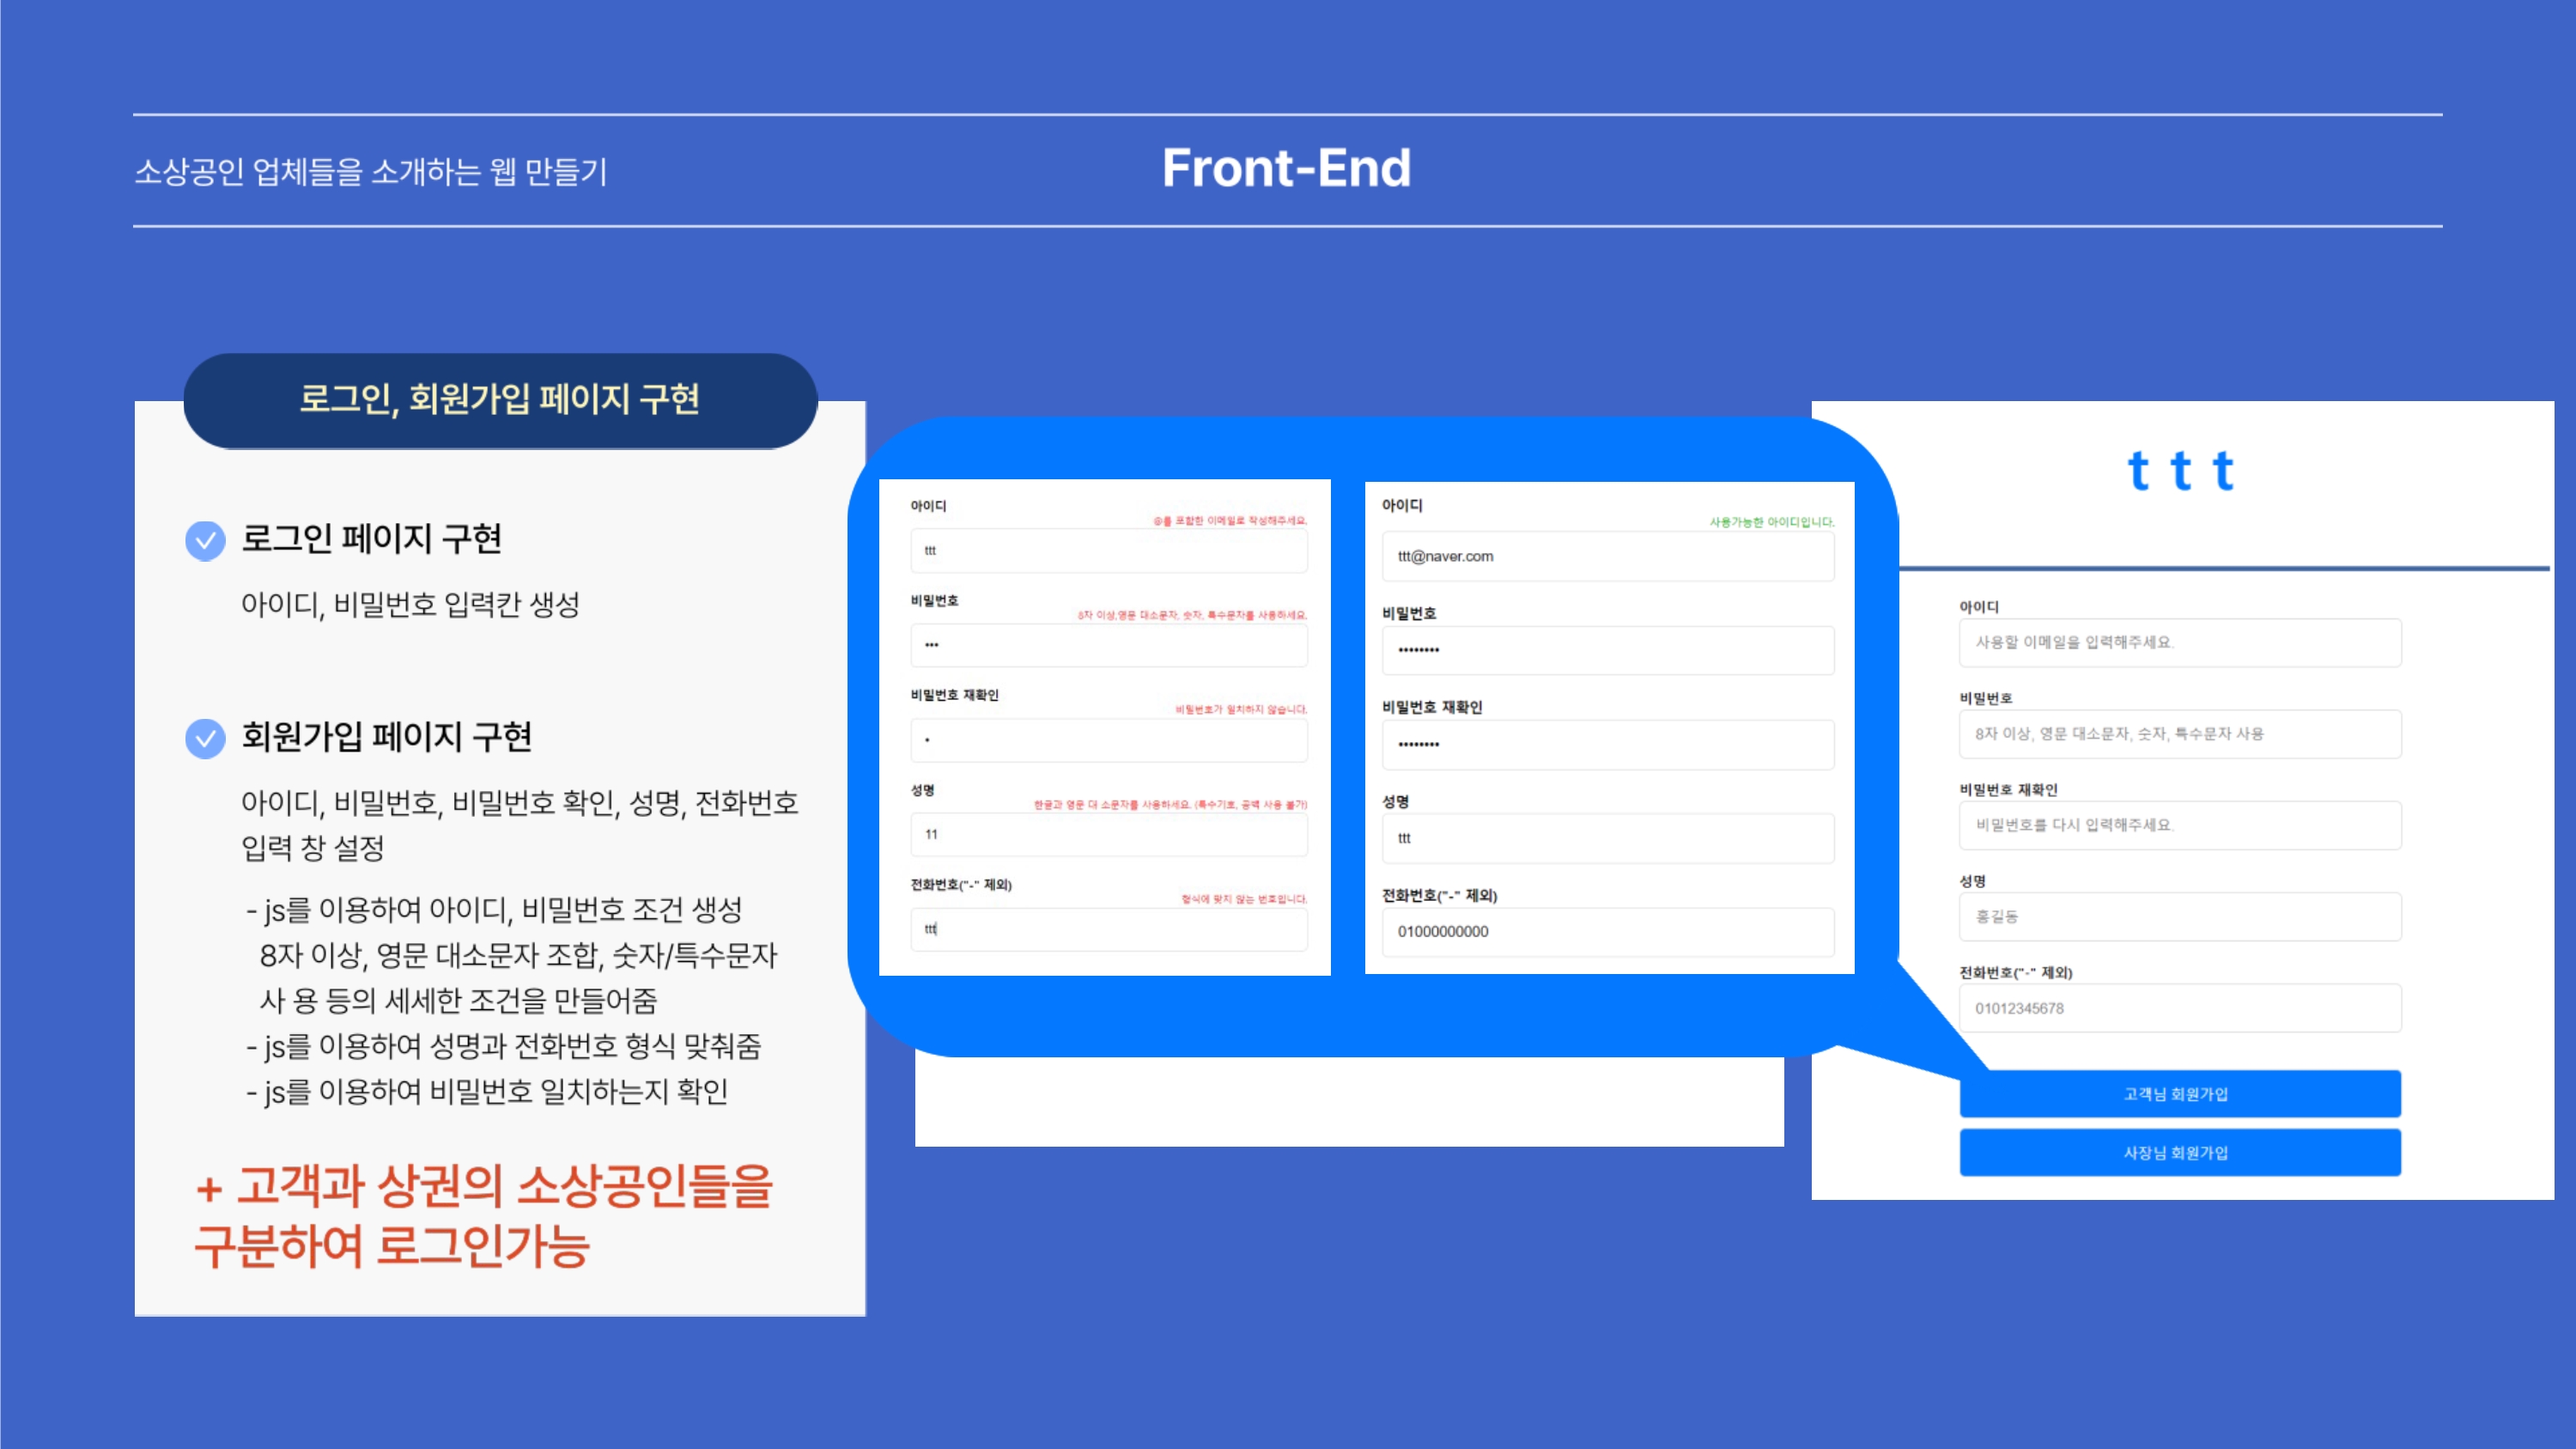 소상공인 업체들을 소개하는 웹 만들기
Front-End
로그인, 회원가입 페이지 구현
로그인 페이지 구현
아이디, 비밀번호 입력칸 생성
회원가입 페이지 구현
아이디, 비밀번호, 비밀번호 확인, 성명, 전화번호
입력 창 설정
- js를 이용하여 아이디, 비밀번호 조건 생성
8자 이상, 영문 대소문자 조합, 숫자/특수문자
사 용 등의 세세한 조건을 만들어줌
- js를 이용하여 성명과 전화번호 형식 맞춰줌
- js를 이용하여 비밀번호 일치하는지 확인
+ 고객과 상권의 소상공인들을
구분하여 로그인가능
아이디
@를 포함한 이메일로 작성해주세요.
ttt
비밀번호
8자 이상,영문 대소문자, 숫자, 특수문자를 사용하세요.
•••
비밀번호 재확인
비밀번호가 일치하지 않습니다.
•
성명
한글과 영문 대 소문자를 사용하세요. (특수기호, 공백 사용 불가)
11
전화번호("-" 제외)
형식에 맞지 않는 번호입니다.
ttt
아이디
사용가능한 아이디입니다.
ttt@naver.com
비밀번호
••••••••
비밀번호 재확인
••••••••
성명
ttt
전화번호("-" 제외)
01000000000
t t t
아이디
사용할 이메일을 입력해주세요.
비밀번호
8자 이상, 영문 대소문자, 숫자, 특수문자 사용
비밀번호 재확인
비밀번호를 다시 입력해주세요.
성명
홍길동
전화번호("-" 제외)
01012345678
고객님 회원가입
사장님 회원가입